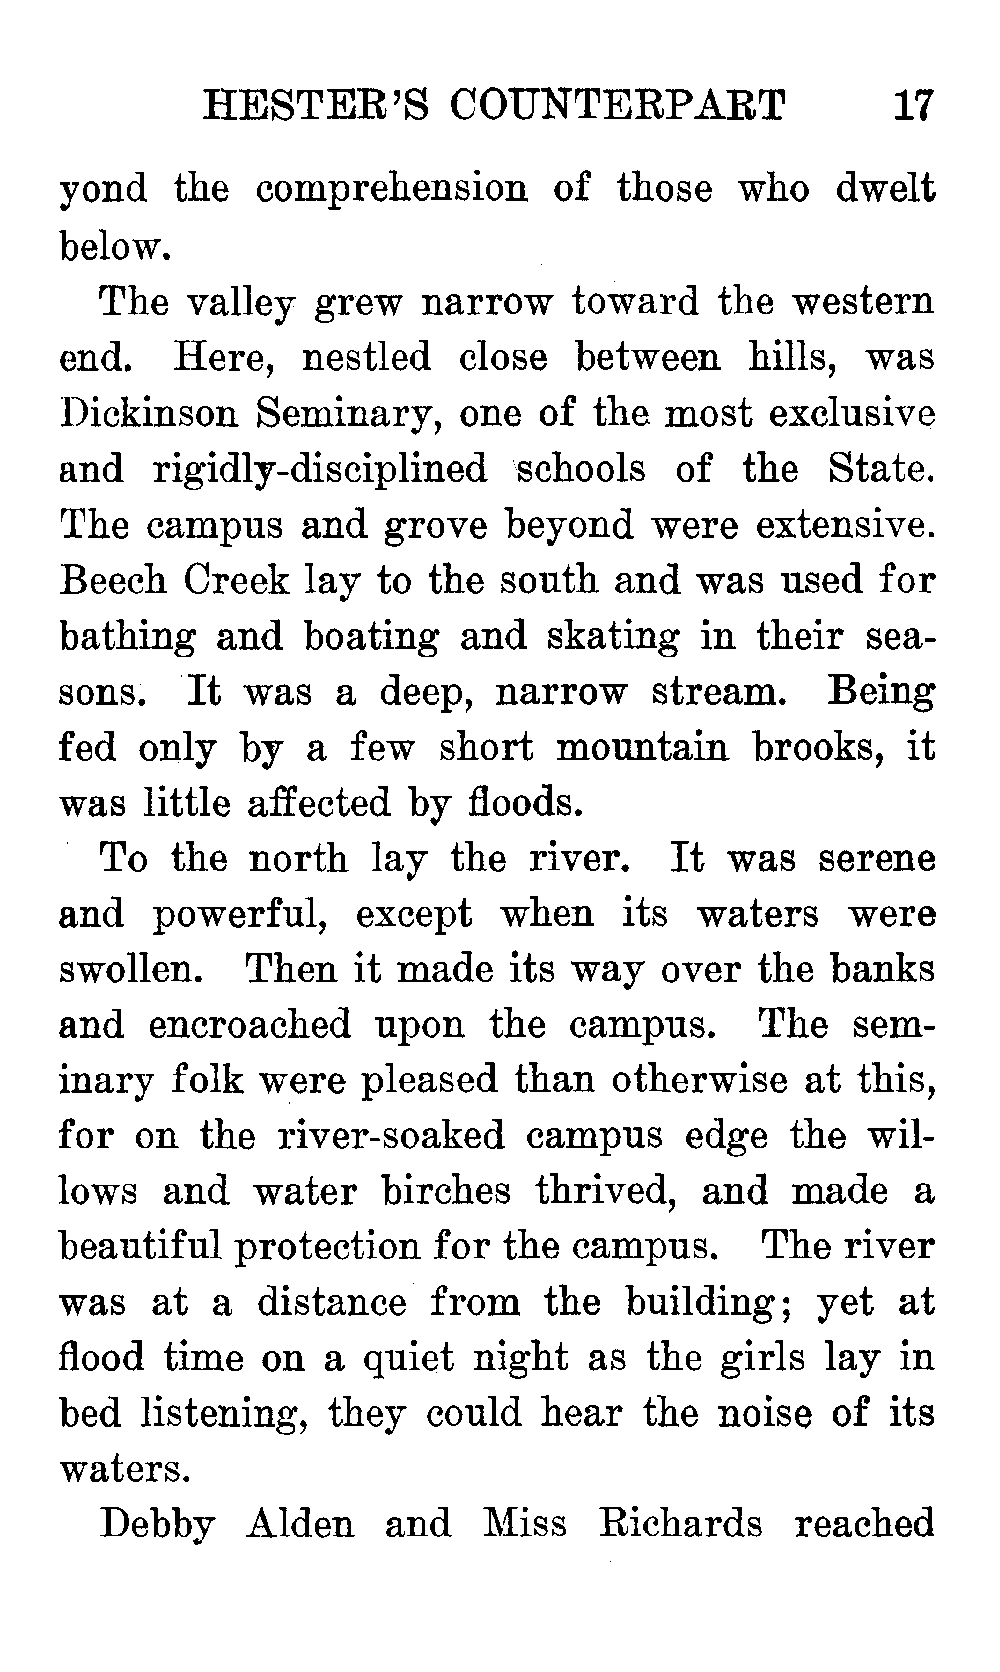 HESTER'S COUNTERPART 17
yond the comprehension of those who dwelt
below.
The valley grew narrow toward the western
end. Here, nestled close between hills, was
Dickinson Seminary, one of the most exclusive
and rigidly-disciplined schools of the State.
The campus and grove beyond were extensive.
Beech Creek lay to the south and was used for
bathing and boating and skating in their sea-
sons. It was a deep, narrow stream. Being
fed only by a few short mountain brooks, it
was little affected by floods.
To the north lay the river. It was serene
and powerful, except when its waters were
swollen. Then it made its way over the banks
and encroached upon the campus. The sem-
inary folk were pleased than otherwise at this,
for on the river-soaked campus edge the wil-
lows and water birches thrived, and made a
beautiful protection for the campus. The river
was at a distance from the building; yet at
flood time on a quiet night as the girls lay in
bed listening, they could hear the noise of its
waters.
Debby Alden and Miss Richards reached